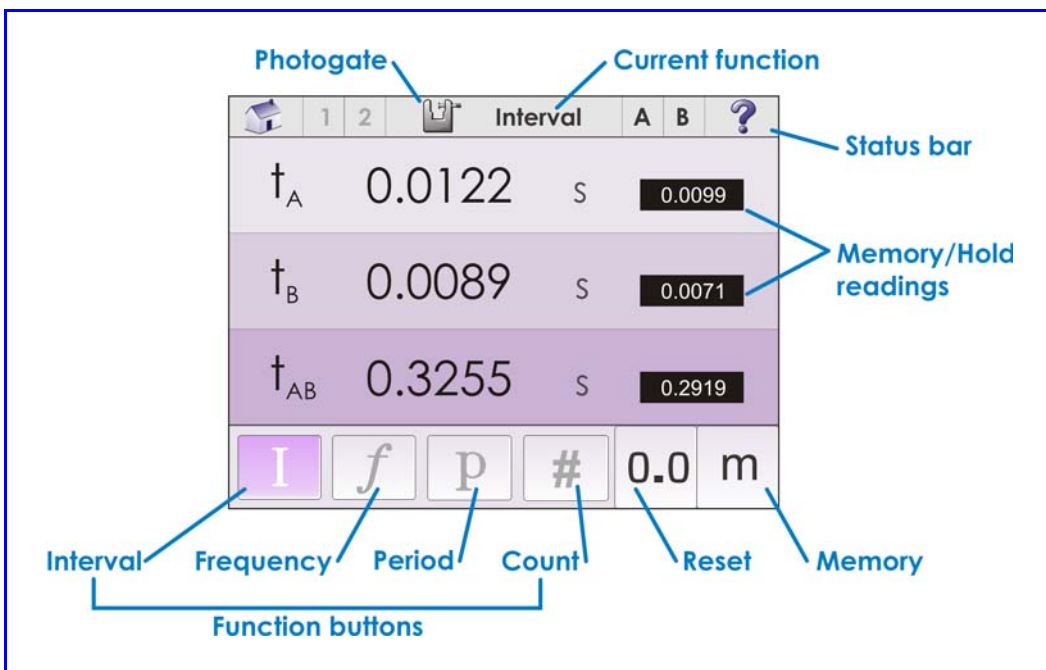 Photogate
Current function
1 2 Interval A B ?
Status bar
tA 0.0122 S 0.0099
Memory/Hold
readings
tB 0.0089 S 0.0071
tAB 0.3255 S 0.2919
I f p # 0.0 m
Interval Frequency Period Count Reset Memory
Function buttons